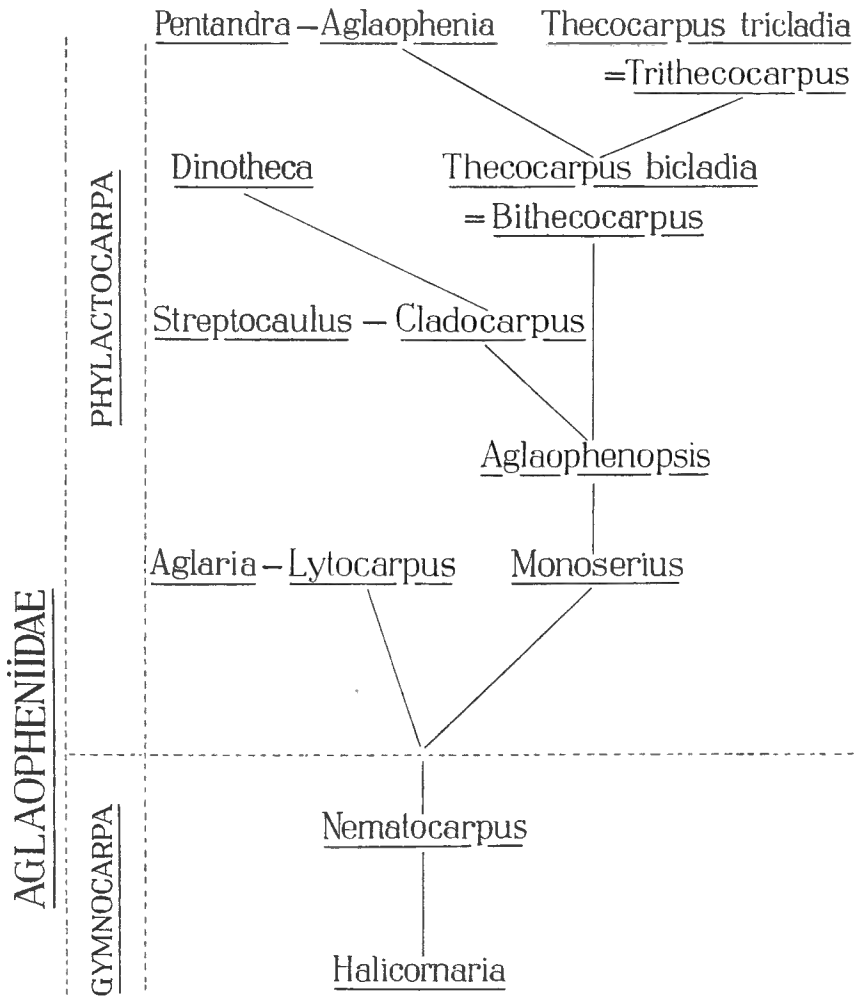 Pentandra – Aglaophenia
Thecocarpus tricladia
=Trithecocarpus
Dinotheca
Thecocarpus bicladia
= Bithecocarpus
Streptocaulus – Cladocarpus
Aglaophenopsis
Aglaria – Lytocarpus
Monoserius
Nematocarpus
Halicornaria
PHYLACTOCARPA
GYMNOCARPA
AGLAOPHENÏÏDAE